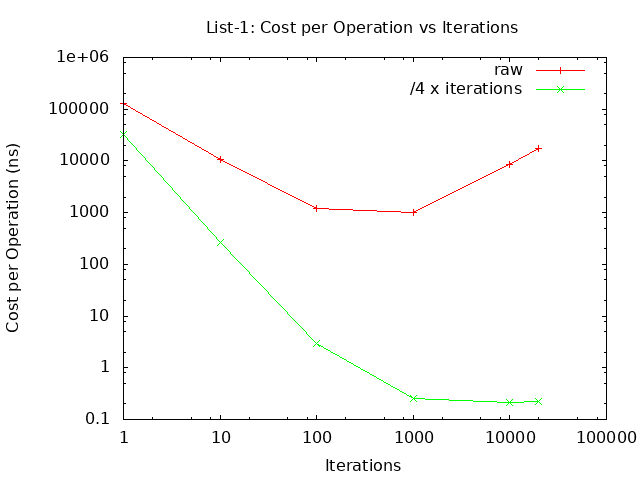 List-1: Cost per Operation vs Iterations
raw
/4 x iterations
1e+06
100000
10000
1000
100
10
1
0.1
Cost per Operation (ns)
1 10 100 1000 10000 100000
Iterations